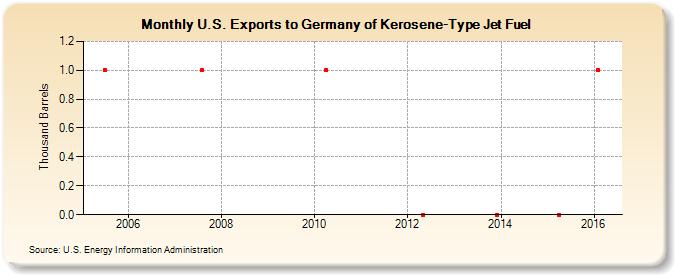 Monthly U.S. Exports to Germany of Kerosene-Type Jet Fuel
Thousand Barrels
1.2
1.0
0.8
0.6
0.4
0.2
0.0
2006 2008 2010 2012 2014 2016
Source: U.S. Energy Information Administration